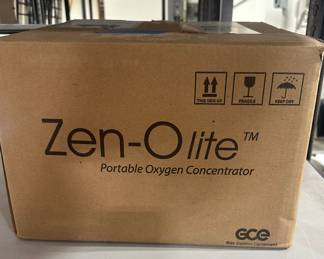 THIS SIDE UP FRAGILE KEEP DRY
Zen-O lite™
Portable Oxygen Concentrator
GCE